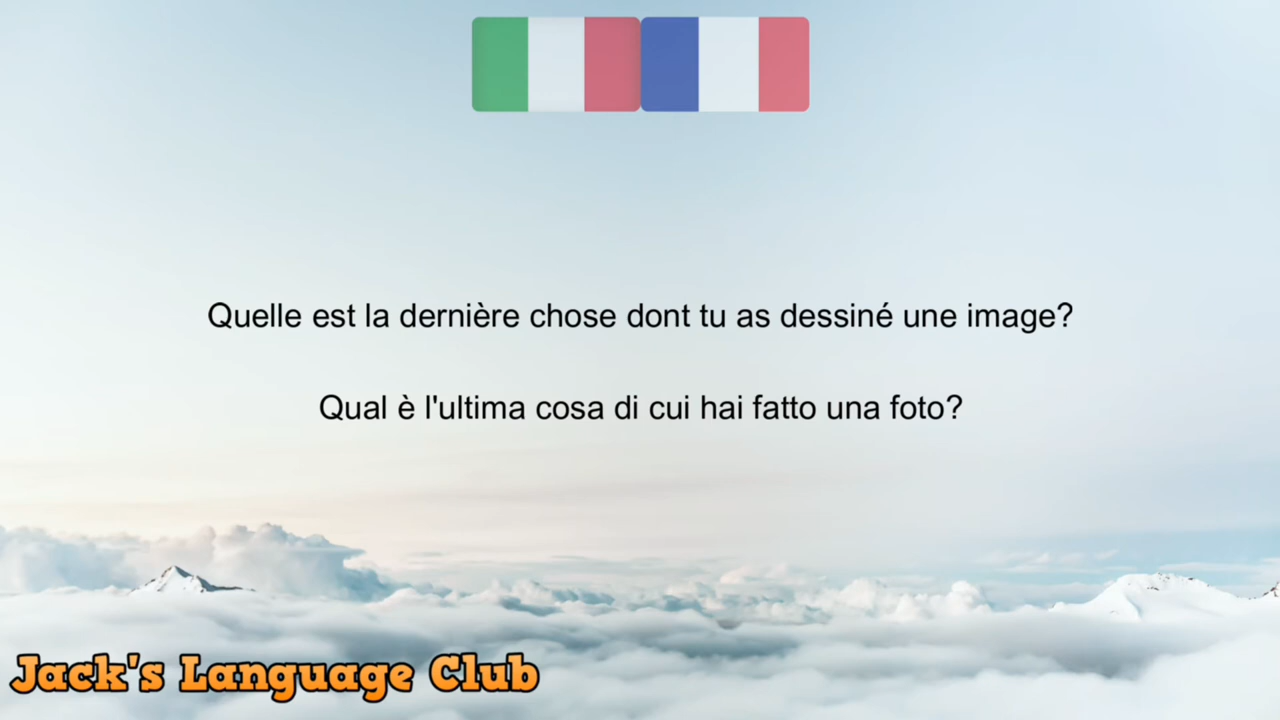 Quelle est la dernière chose dont tu as dessiné une image?
Qual è l'ultima cosa di cui hai fatto una foto?
Jack's Language Club